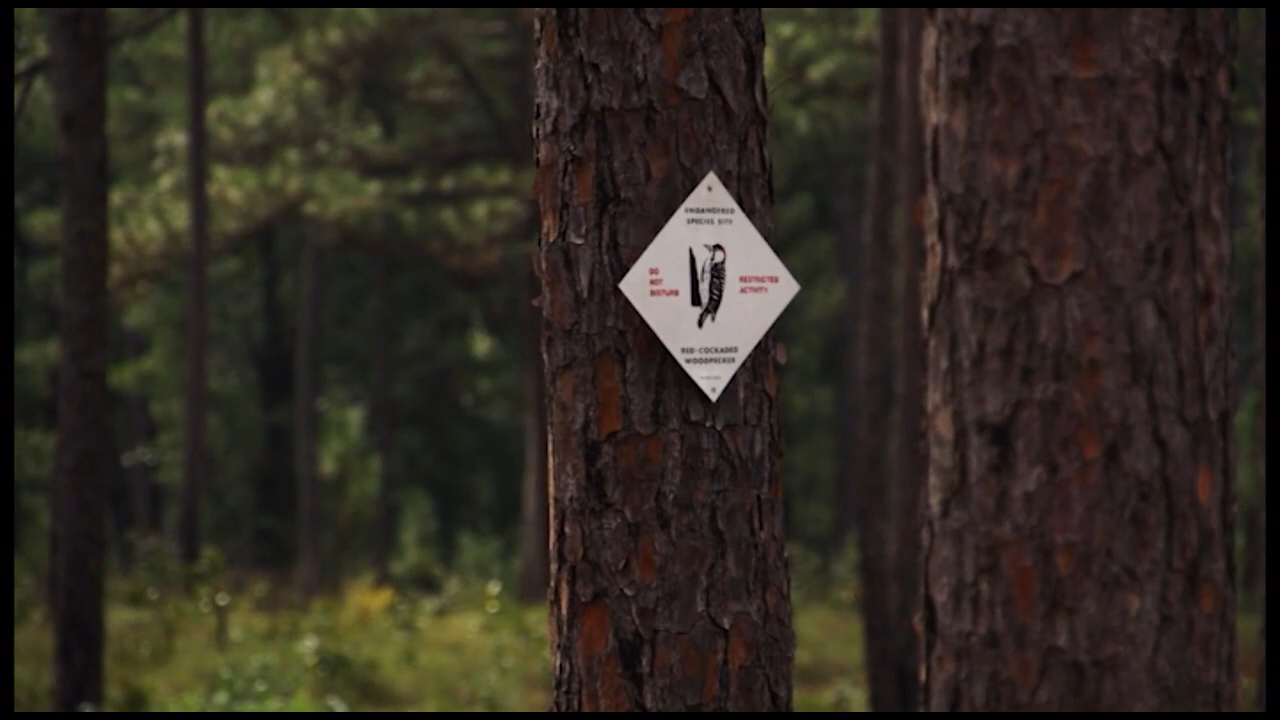 ENDANGERED
SPECIES SITE
DO
NOT
DISTURB
RESTRICTED
ACTIVITY
RED-COCKADED
WOODPECKER